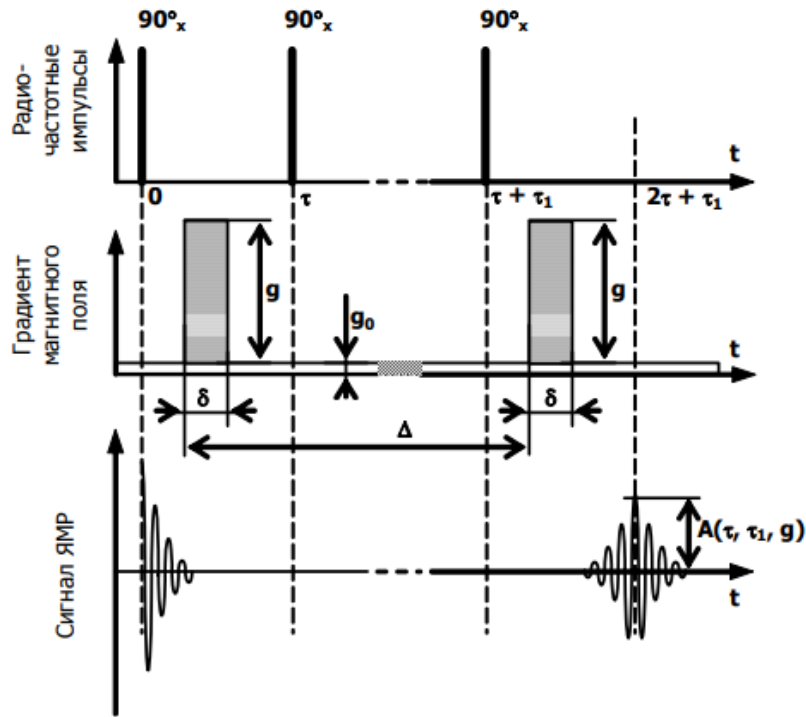 90°ₓ 90°ₓ 90°ₓ
Радио-
частотные
импульсы
t
0 τ τ + τ₁ 2τ + τ₁
Градиент
магнитного
поля
g g₀ g
t
δ δ
Δ
Сигнал ЯМР
A(τ, τ₁, g)
t